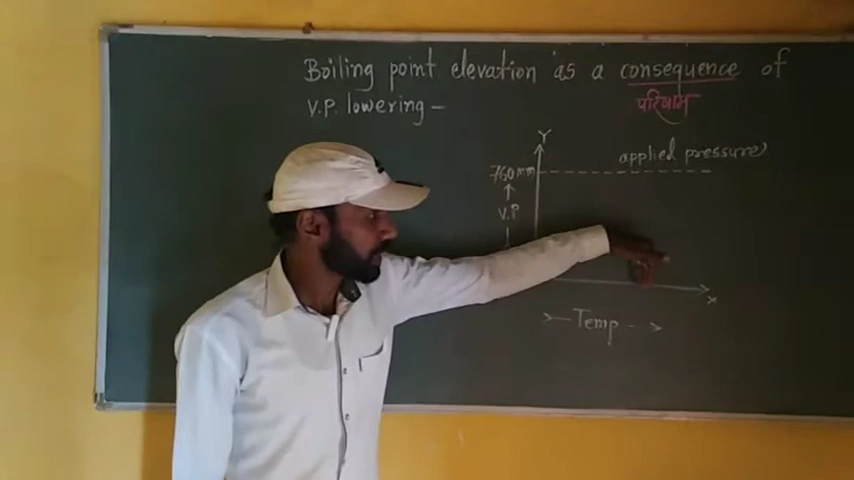 Boiling point elevation as a consequence of
परिणाम
V.P. lowering –
Y
applied pressure
760 mm
V.P
X
Temp